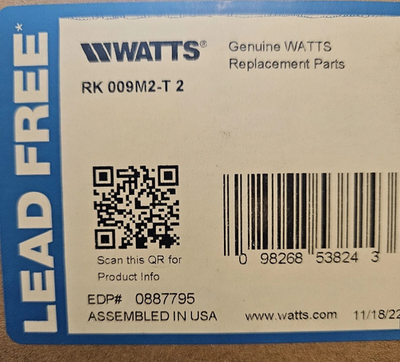 LEAD FREE*
WATTS®
Genuine WATTS
Replacement Parts
RK 009M2-T 2
Scan this QR for
Product Info
0 98268 53824 3
EDP# 0887795
ASSEMBLED IN USA
www.watts.com 11/18/22